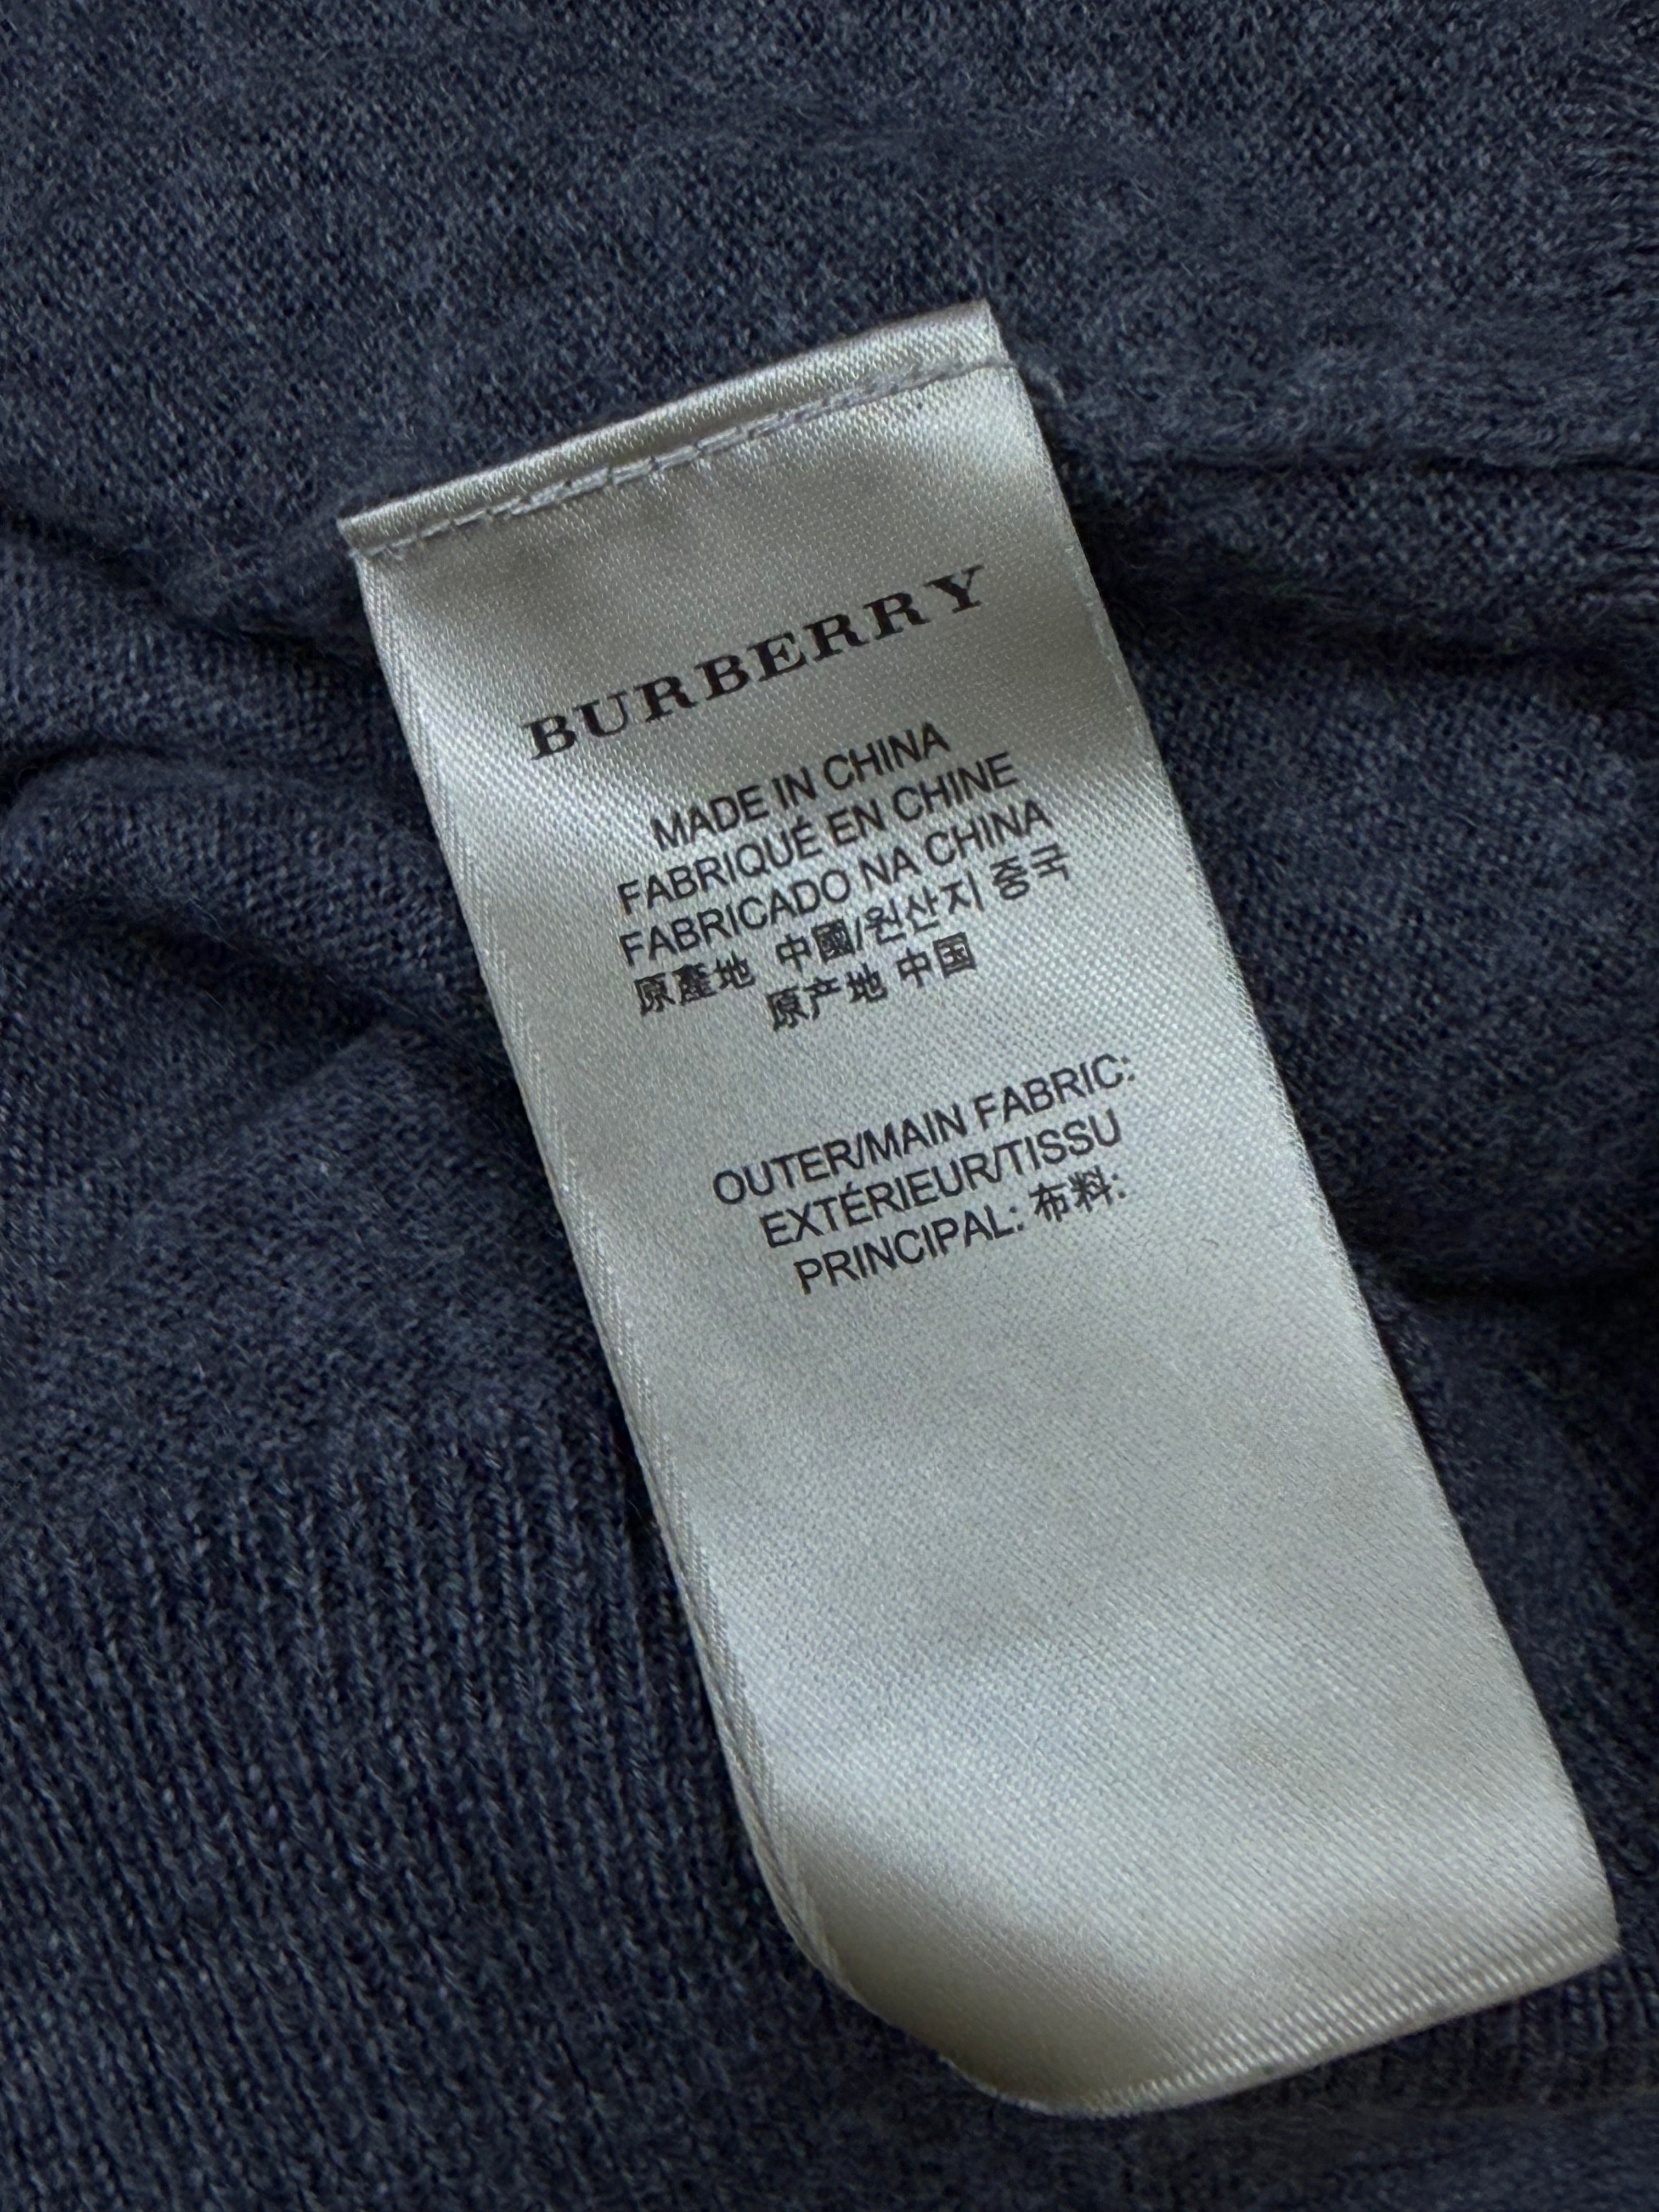 BURBERRY
MADE IN CHINA
FABRIQUÉ EN CHINE
FABRICADO NA CHINA
原產地 中國/원산지 중국
原产地 中国
OUTER/MAIN FABRIC:
EXTÉRIEUR/TISSU
PRINCIPAL: 布料: